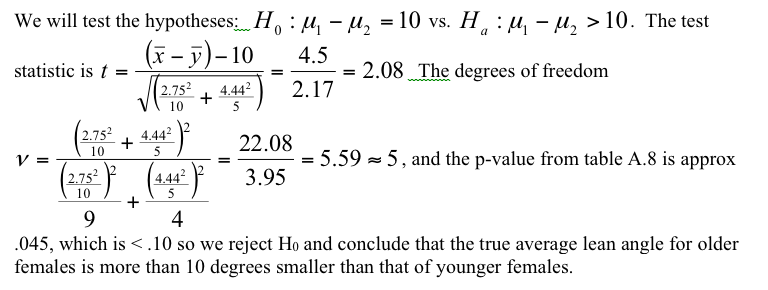 We will test the hypotheses: H₀ : μ₁ − μ₂ = 10 vs. Hₐ : μ₁ − μ₂ > 10. The test
statistic is t = ((x̄ − ȳ) − 10) / √(2.75²/10 + 4.44²/5) = 4.5/2.17 = 2.08 The degrees of freedom
ν = (2.75²/10 + 4.44²/5)² / ((2.75²/10)²/9 + (4.44²/5)²/4) = 22.08/3.95 = 5.59 ≈ 5, and the p-value from table A.8 is approx
.045, which is < .10 so we reject H₀ and conclude that the true average lean angle for older
females is more than 10 degrees smaller than that of younger females.